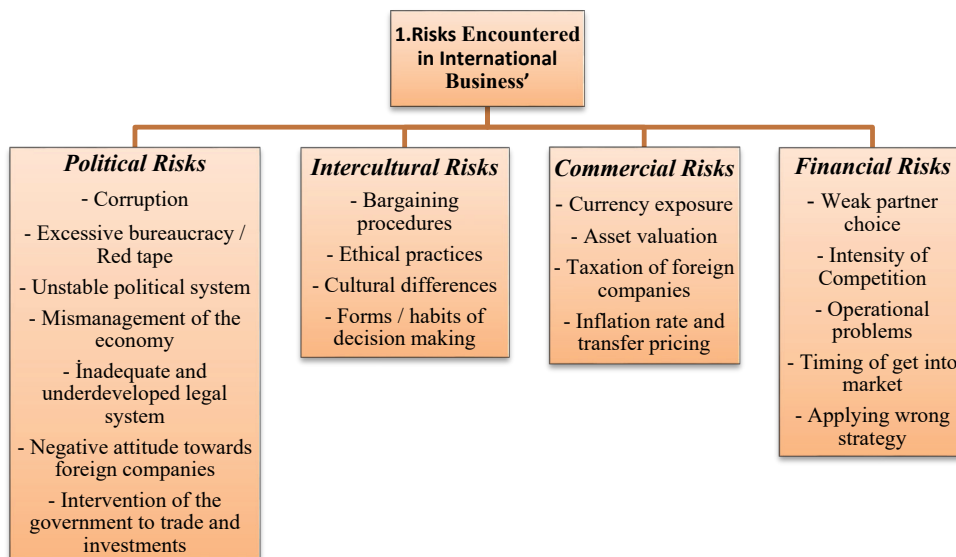 1.Risks Encountered
in International
Business’
Political Risks
- Corruption
- Excessive bureaucracy /
Red tape
- Unstable political system
- Mismanagement of the
economy
- İnadequate and
underdeveloped legal
system
- Negative attitude towards
foreign companies
- Intervention of the
government to trade and
investments
Intercultural Risks
- Bargaining
procedures
- Ethical practices
- Cultural differences
- Forms / habits of
decision making
Commercial Risks
- Currency exposure
- Asset valuation
- Taxation of foreign
companies
- Inflation rate and
transfer pricing
Financial Risks
- Weak partner
choice
- Intensity of
Competition
- Operational
problems
- Timing of get into
market
- Applying wrong
strategy